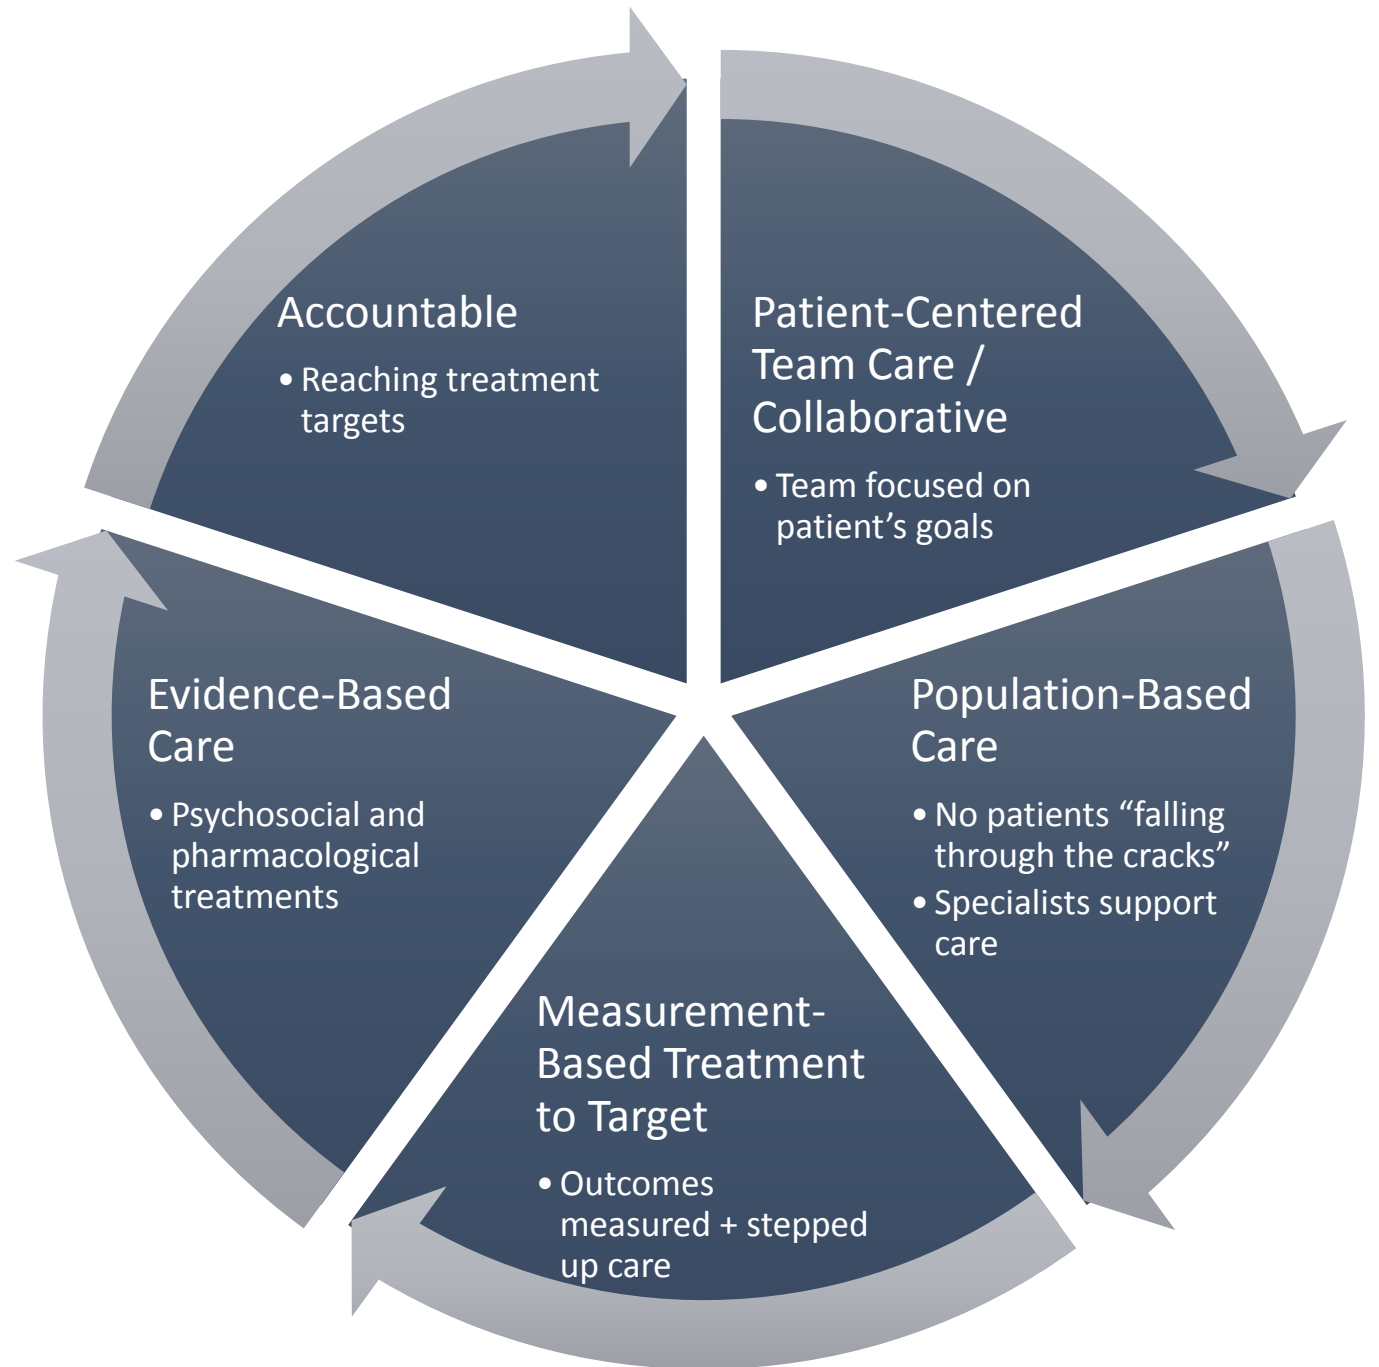 Accountable
• Reaching treatment
targets
Patient-Centered
Team Care /
Collaborative
• Team focused on
patient’s goals
Population-Based
Care
• No patients “falling
through the cracks”
• Specialists support
care
Measurement-
Based Treatment
to Target
• Outcomes
measured + stepped
up care
Evidence-Based
Care
• Psychosocial and
pharmacological
treatments